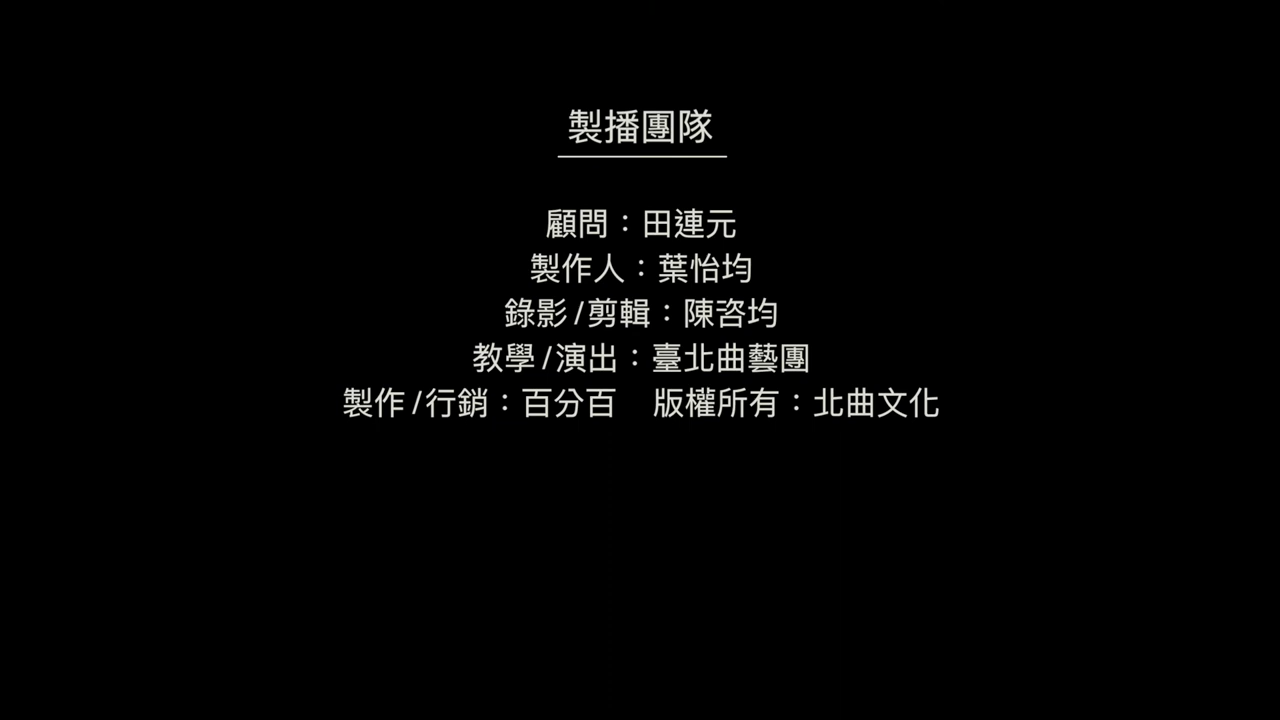 製播團隊
顧問：田連元
製作人：葉怡均
錄影/剪輯：陳咨均
教學/演出：臺北曲藝團
製作/行銷：百分百　版權所有：北曲文化